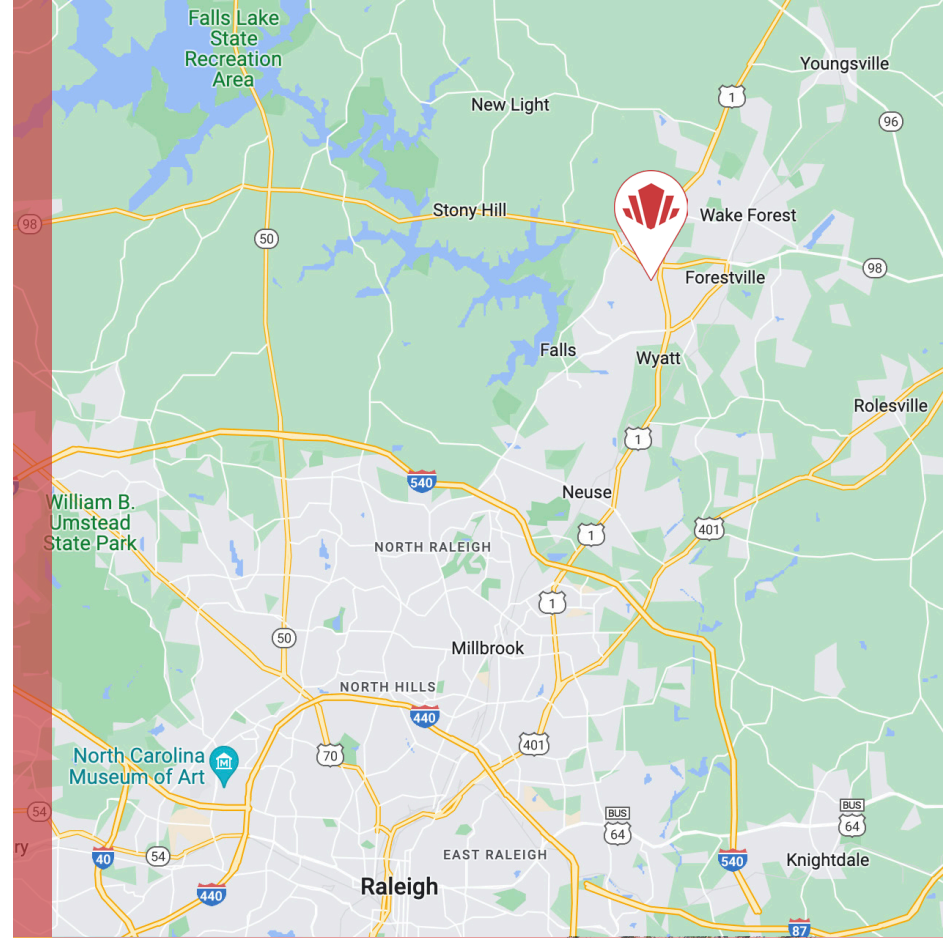 Falls Lake
State
Recreation
Area
Youngsville
1
New Light
96
98
Stony Hill
Wake Forest
50
98
Forestville
Falls
Wyatt
Rolesville
1
540
Neuse
William B.
Umstead
State Park
401
1
NORTH RALEIGH
1
50
Millbrook
NORTH HILLS
440
401
North Carolina
Museum of Art
70
54
BUS
64
BUS
64
ry
40
54
EAST RALEIGH
540
Knightdale
Raleigh
440
87